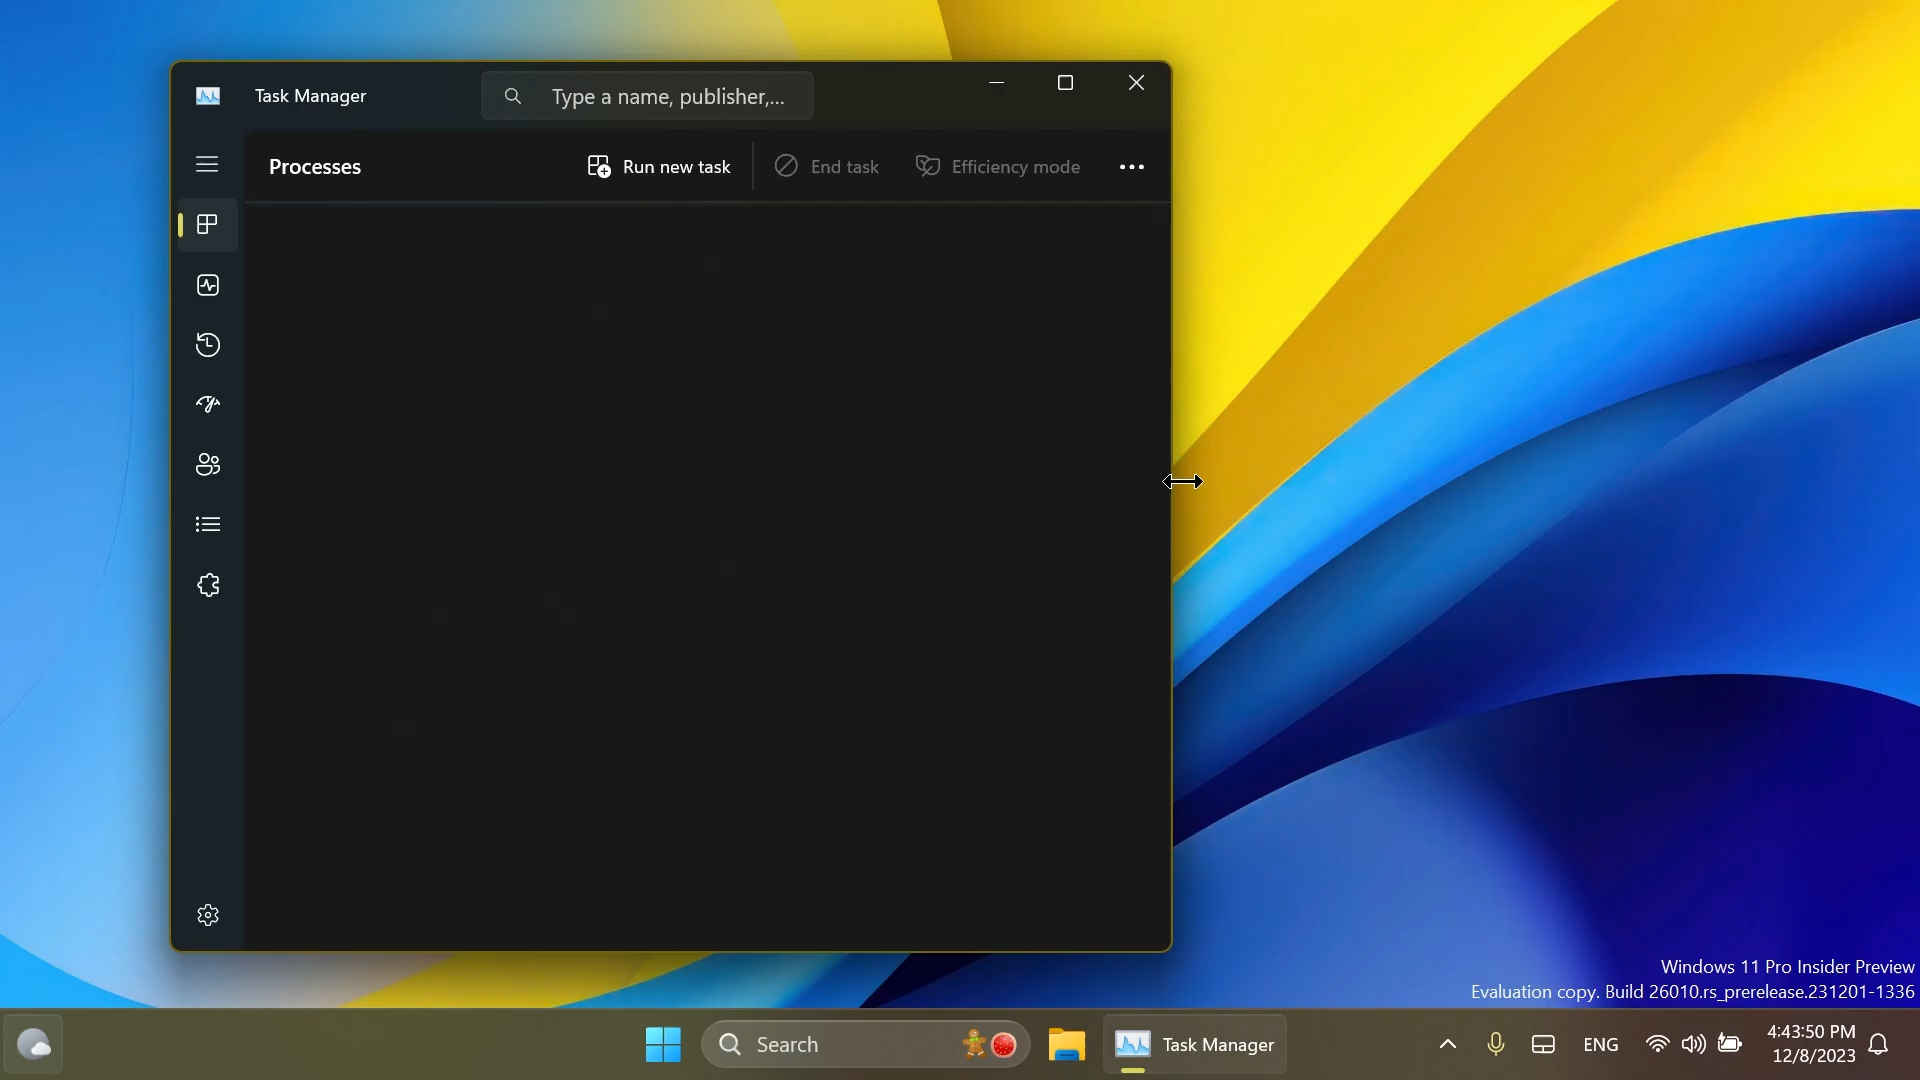 Task Manager
Type a name, publisher,...
Processes
Run new task
End task
Efficiency mode
Windows 11 Pro Insider Preview
Evaluation copy. Build 26010.rs_prerelease.231201-1336
Search
Task Manager
ENG
4:43:50 PM
12/8/2023